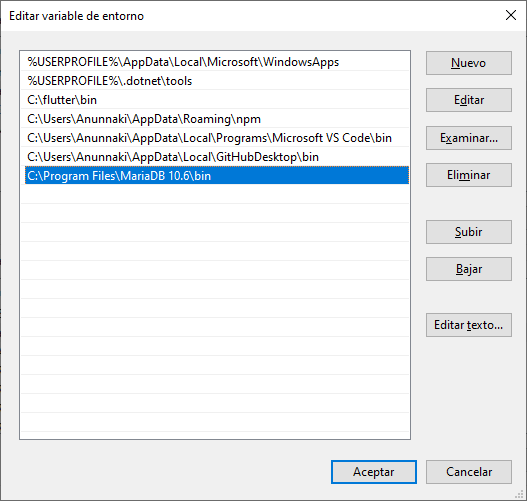 Editar variable de entorno
%USERPROFILE%\AppData\Local\Microsoft\WindowsApps
%USERPROFILE%\.dotnet\tools
C:\flutter\bin
C:\Users\Anunnaki\AppData\Roaming\npm
C:\Users\Anunnaki\AppData\Local\Programs\Microsoft VS Code\bin
C:\Users\Anunnaki\AppData\Local\GitHubDesktop\bin
C:\Program Files\MariaDB 10.6\bin
Nuevo
Editar
Examinar...
Eliminar
Subir
Bajar
Editar texto...
Aceptar
Cancelar